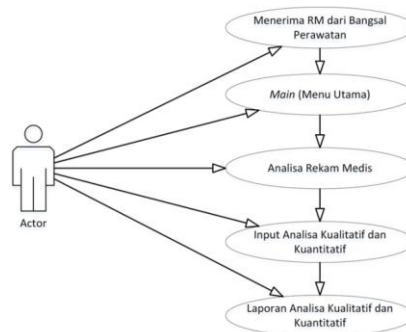 Menerima RM dari Bangsal
Perawatan
Main (Menu Utama)
Analisa Rekam Medis
Actor
Input Analisa Kualitatif dan
Kuantitatif
Laporan Analisa Kualitatif dan
Kuantitatif